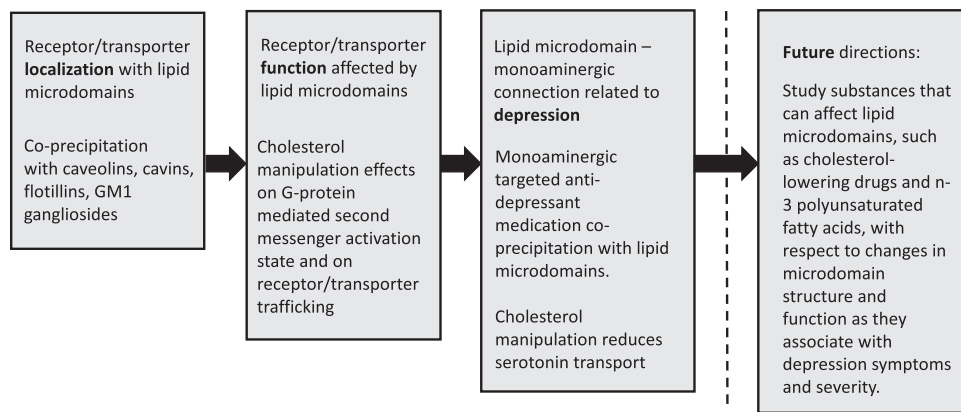 Receptor/transporter
localization with lipid
microdomains
Co-precipitation
with caveolins, cavins,
flotillins, GM1
gangliosides
Receptor/transporter
function affected by
lipid microdomains
Cholesterol
manipulation effects
on G-protein
mediated second
messenger activation
state and on
receptor/transporter
trafficking
Lipid microdomain –
monoaminergic
connection related to
depression
Monoaminergic
targeted anti-
depressant
medication co-
precipitation with lipid
microdomains.
Cholesterol
manipulation reduces
serotonin transport
Future directions:
Study substances that
can affect lipid
microdomains, such
as cholesterol-
lowering drugs and n-
3 polyunsaturated
fatty acids, with
respect to changes in
microdomain
structure and
function as they
associate with
depression symptoms
and severity.